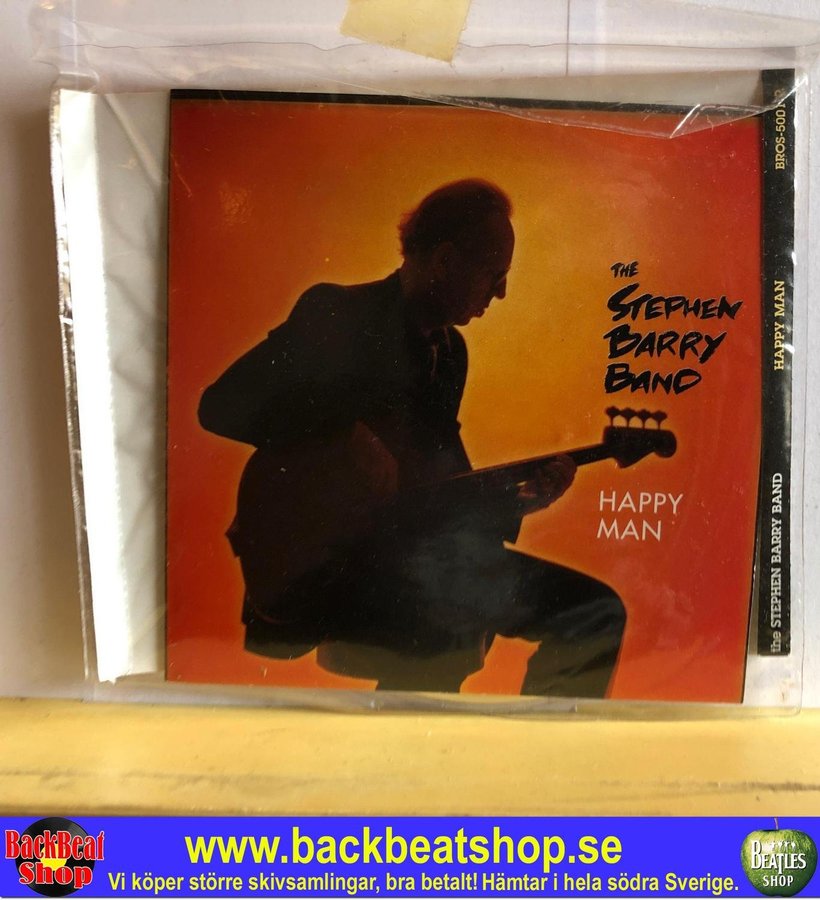 THE
STEPHEN
BARRY
BAND
HAPPY
MAN
the STEPHEN BARRY BAND HAPPY MAN
BackBeat
Shop
www.backbeatshop.se
Vi köper större skivsamlingar, bra betalt! Hämtar i hela södra Sverige.
BEATLES
SHOP